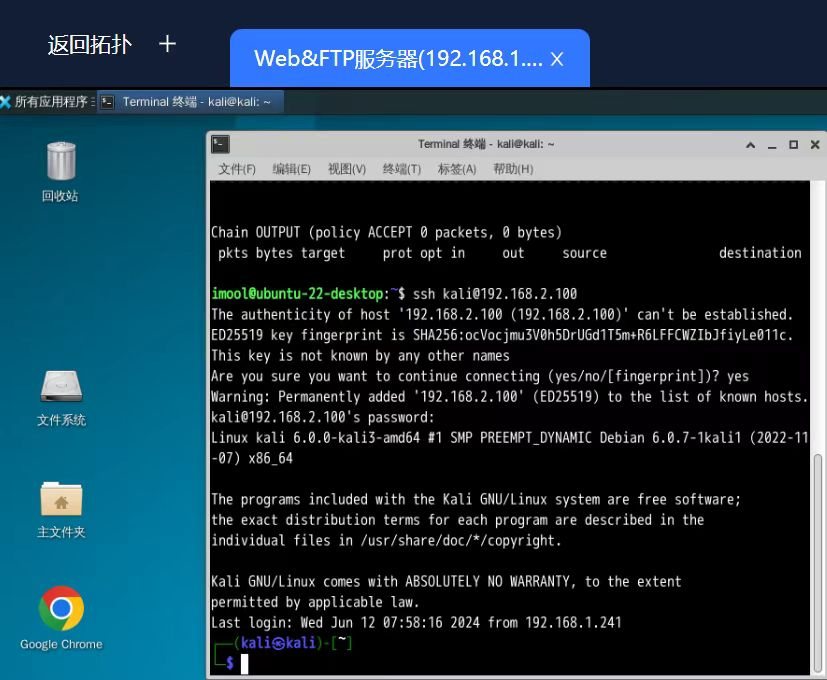 返回拓扑 +
Web&FTP服务器(192.168.1.... X
所有应用程序
Terminal 终端 - kali@kali: ~
回收站
文件系统
主文件夹
Google Chrome
Terminal 终端 - kali@kali: ~
文件(F) 编辑(E) 视图(V) 终端(T) 标签(A) 帮助(H)
Chain OUTPUT (policy ACCEPT 0 packets, 0 bytes)
pkts bytes target prot opt in out source destination
imool@ubuntu-22-desktop:~$ ssh kali@192.168.2.100
The authenticity of host '192.168.2.100 (192.168.2.100)' can't be established.
ED25519 key fingerprint is SHA256:ocVocjmu3V0h5DrUGd1T5m+R6LFFCWZIbJfiyLe011c.
This key is not known by any other names
Are you sure you want to continue connecting (yes/no/[fingerprint])? yes
Warning: Permanently added '192.168.2.100' (ED25519) to the list of known hosts.
kali@192.168.2.100's password:
Linux kali 6.0.0-kali3-amd64 #1 SMP PREEMPT_DYNAMIC Debian 6.0.7-1kali1 (2022-11
-07) x86_64
The programs included with the Kali GNU/Linux system are free software;
the exact distribution terms for each program are described in the
individual files in /usr/share/doc/*/copyright.
Kali GNU/Linux comes with ABSOLUTELY NO WARRANTY, to the extent
permitted by applicable law.
Last login: Wed Jun 12 07:58:16 2024 from 192.168.1.241
┌──(kali㉿kali)-[~]
└─$